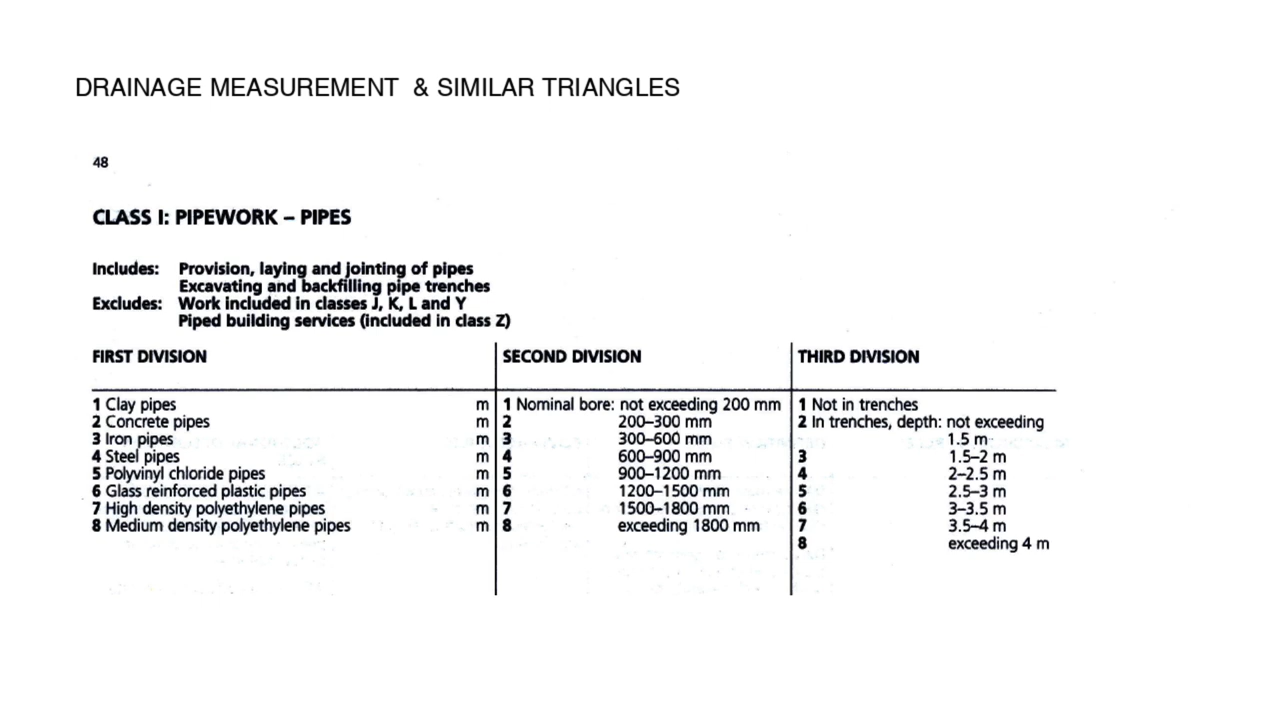 DRAINAGE MEASUREMENT & SIMILAR TRIANGLES
48
CLASS I: PIPEWORK – PIPES
Includes: Provision, laying and jointing of pipes
Excavating and backfilling pipe trenches
Excludes: Work included in classes J, K, L and Y
Piped building services (included in class Z)
FIRST DIVISION SECOND DIVISION THIRD DIVISION
1 Clay pipes m 1 Nominal bore: not exceeding 200 mm 1 Not in trenches
2 Concrete pipes m 2 200–300 mm 2 In trenches, depth: not exceeding
3 Iron pipes m 3 300–600 mm 1.5 m
4 Steel pipes m 4 600–900 mm 3 1.5–2 m
5 Polyvinyl chloride pipes m 5 900–1200 mm 4 2–2.5 m
6 Glass reinforced plastic pipes m 6 1200–1500 mm 5 2.5–3 m
7 High density polyethylene pipes m 7 1500–1800 mm 6 3–3.5 m
8 Medium density polyethylene pipes m 8 exceeding 1800 mm 7 3.5–4 m
8 exceeding 4 m